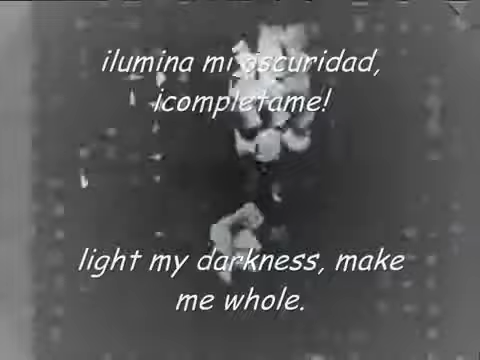 ilumina mi oscuridad,
¡completame!
light my darkness, make
me whole.